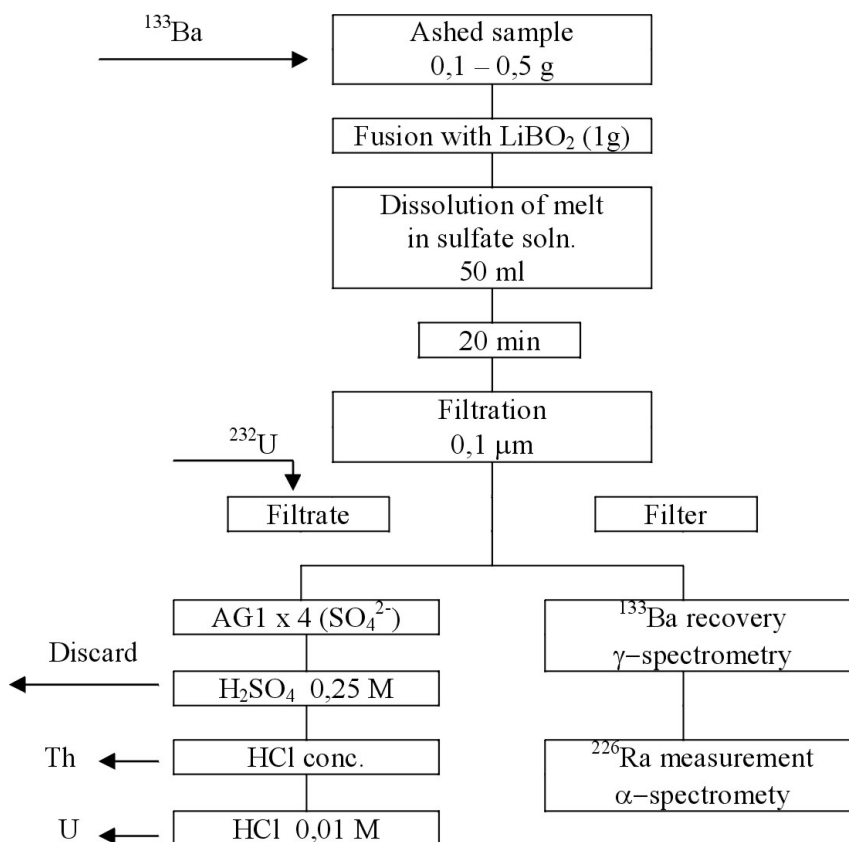 ¹³³Ba
Ashed sample
0,1 – 0,5 g
Fusion with LiBO₂ (1g)
Dissolution of melt
in sulfate soln.
50 ml
20 min
Filtration
0,1 μm
²³²U
Filtrate
Filter
AG1 x 4 (SO₄²⁻)
Discard
H₂SO₄ 0,25 M
Th
HCl conc.
U
HCl 0,01 M
¹³³Ba recovery
γ–spectrometry
²²⁶Ra measurement
α–spectromety